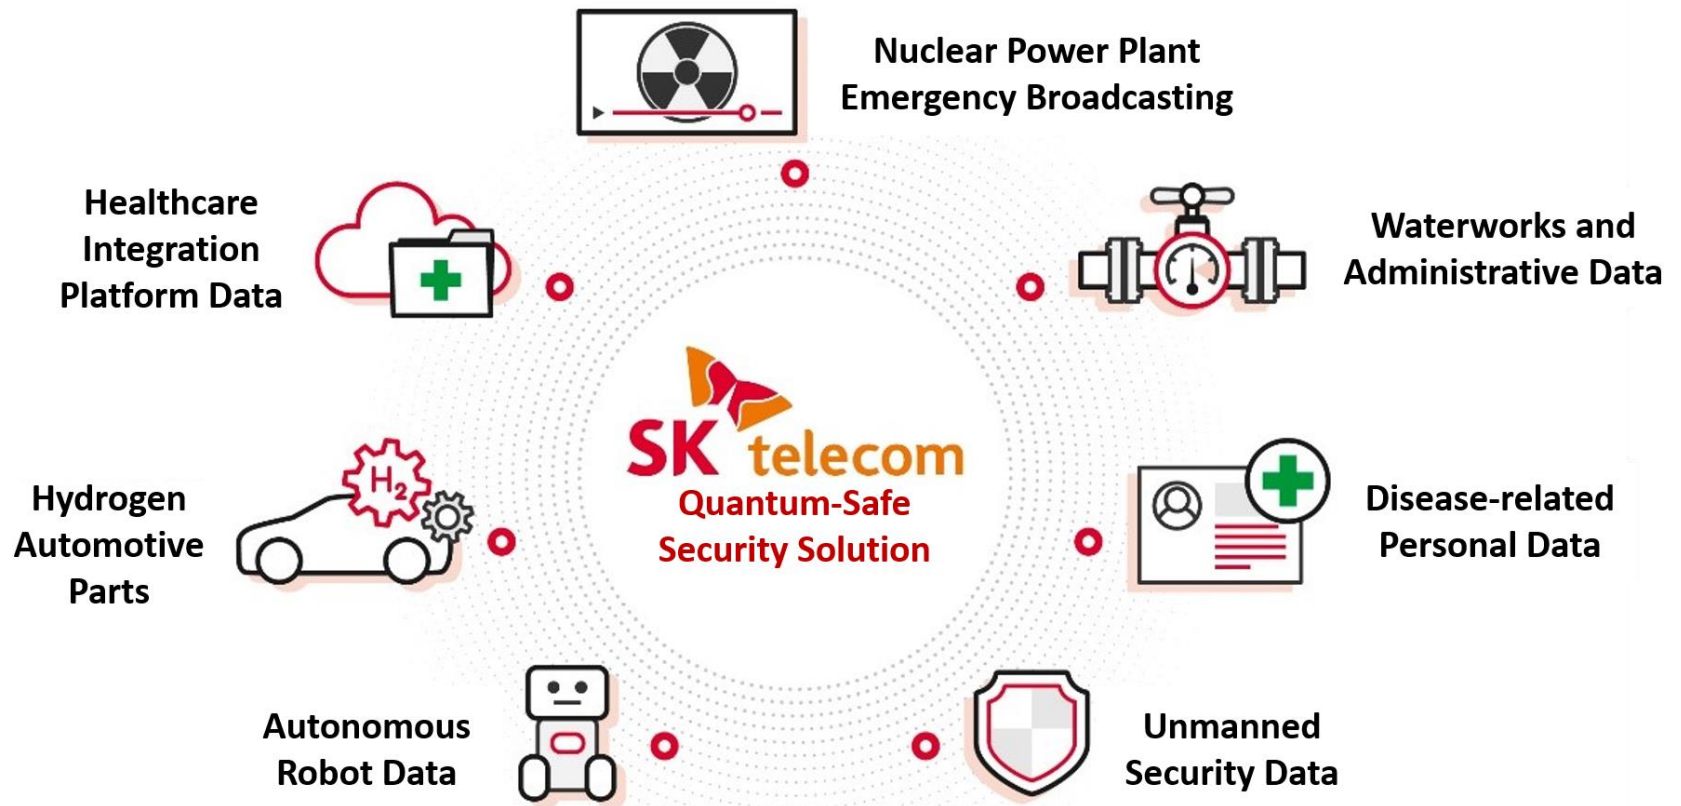 Nuclear Power Plant
Emergency Broadcasting
Healthcare
Integration
Platform Data
Waterworks and
Administrative Data
SK telecom
Quantum-Safe
Security Solution
Hydrogen
Automotive
Parts
H2
Disease-related
Personal Data
Autonomous
Robot Data
Unmanned
Security Data